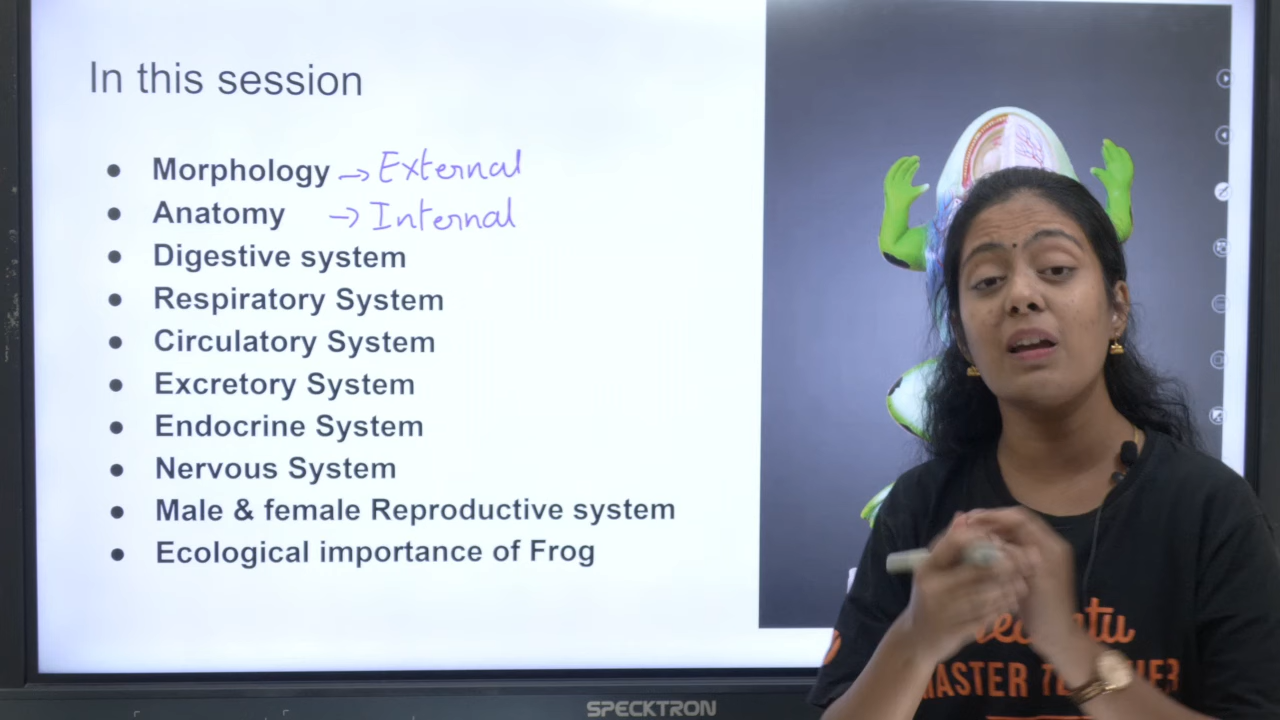 In this session
● Morphology → External
● Anatomy → Internal
● Digestive system
● Respiratory System
● Circulatory System
● Excretory System
● Endocrine System
● Nervous System
● Male & female Reproductive system
● Ecological importance of Frog
MASTER
SPECKTRON